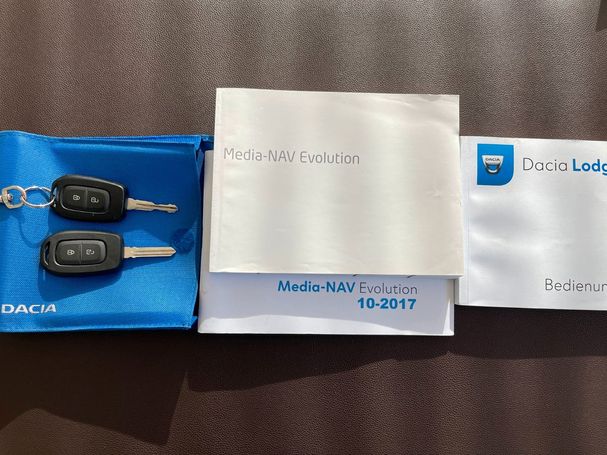 Media-NAV Evolution
DACIA
Dacia Lodg
Media-NAV Evolution
10-2017
Bedienun
DACIA